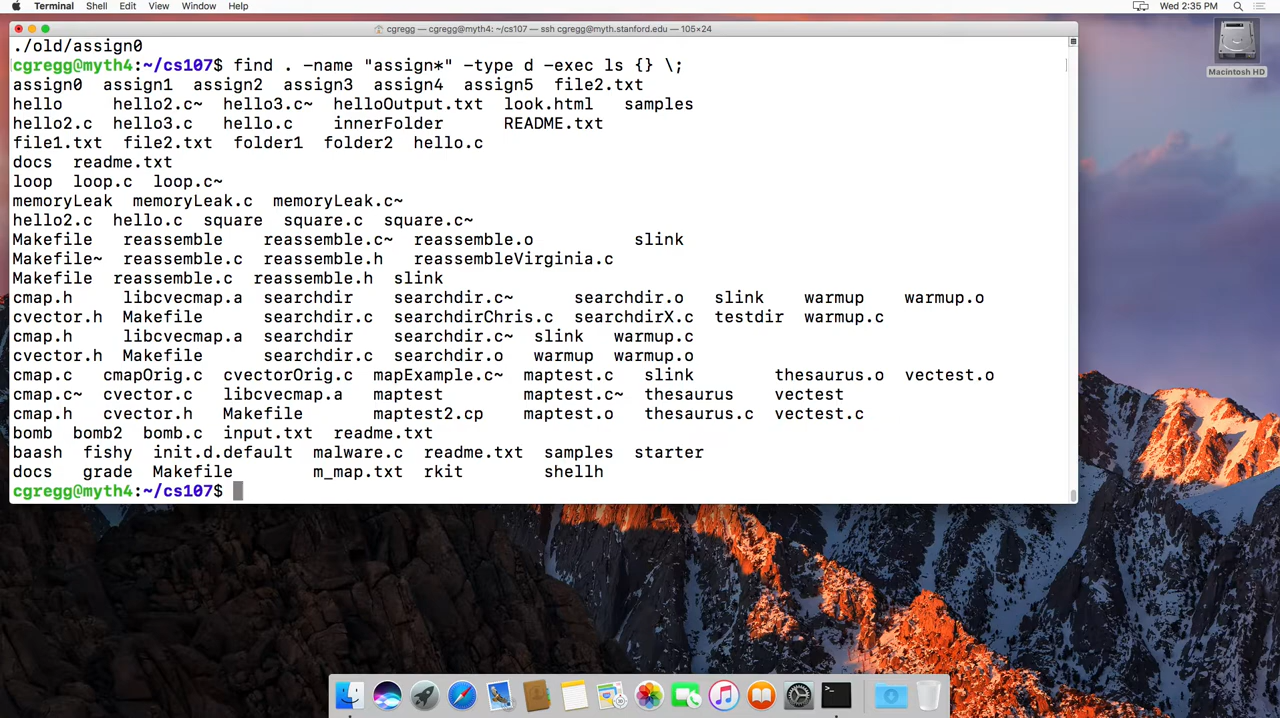 Terminal Shell Edit View Window Help Wed 2:35 PM
cgregg — cgregg@myth4: ~/cs107 — ssh cgregg@myth.stanford.edu — 105×24
./old/assign0
cgregg@myth4:~/cs107$ find . -name "assign*" -type d -exec ls {} \;
assign0 assign1 assign2 assign3 assign4 assign5 file2.txt
hello hello2.c~ hello3.c~ helloOutput.txt look.html samples
hello2.c hello3.c hello.c innerFolder README.txt
file1.txt file2.txt folder1 folder2 hello.c
docs readme.txt
loop loop.c loop.c~
memoryLeak memoryLeak.c memoryLeak.c~
hello2.c hello.c square square.c square.c~
Makefile reassemble reassemble.c~ reassemble.o slink
Makefile~ reassemble.c reassemble.h reassembleVirginia.c
Makefile reassemble.c reassemble.h slink
cmap.h libcvecmap.a searchdir searchdir.c~ searchdir.o slink warmup warmup.o
cvector.h Makefile searchdir.c searchdirChris.c searchdirX.c testdir warmup.c
cmap.h libcvecmap.a searchdir searchdir.c~ slink warmup.c
cvector.h Makefile searchdir.c searchdir.o warmup warmup.o
cmap.c cmapOrig.c cvectorOrig.c mapExample.c~ maptest.c slink thesaurus.o vectest.o
cmap.c~ cvector.c libcvecmap.a maptest maptest.c~ thesaurus vectest
cmap.h cvector.h Makefile maptest2.cp maptest.o thesaurus.c vectest.c
bomb bomb2 bomb.c input.txt readme.txt
baash fishy init.d.default malware.c readme.txt samples starter
docs grade Makefile m_map.txt rkit shellh
cgregg@myth4:~/cs107$
Macintosh HD